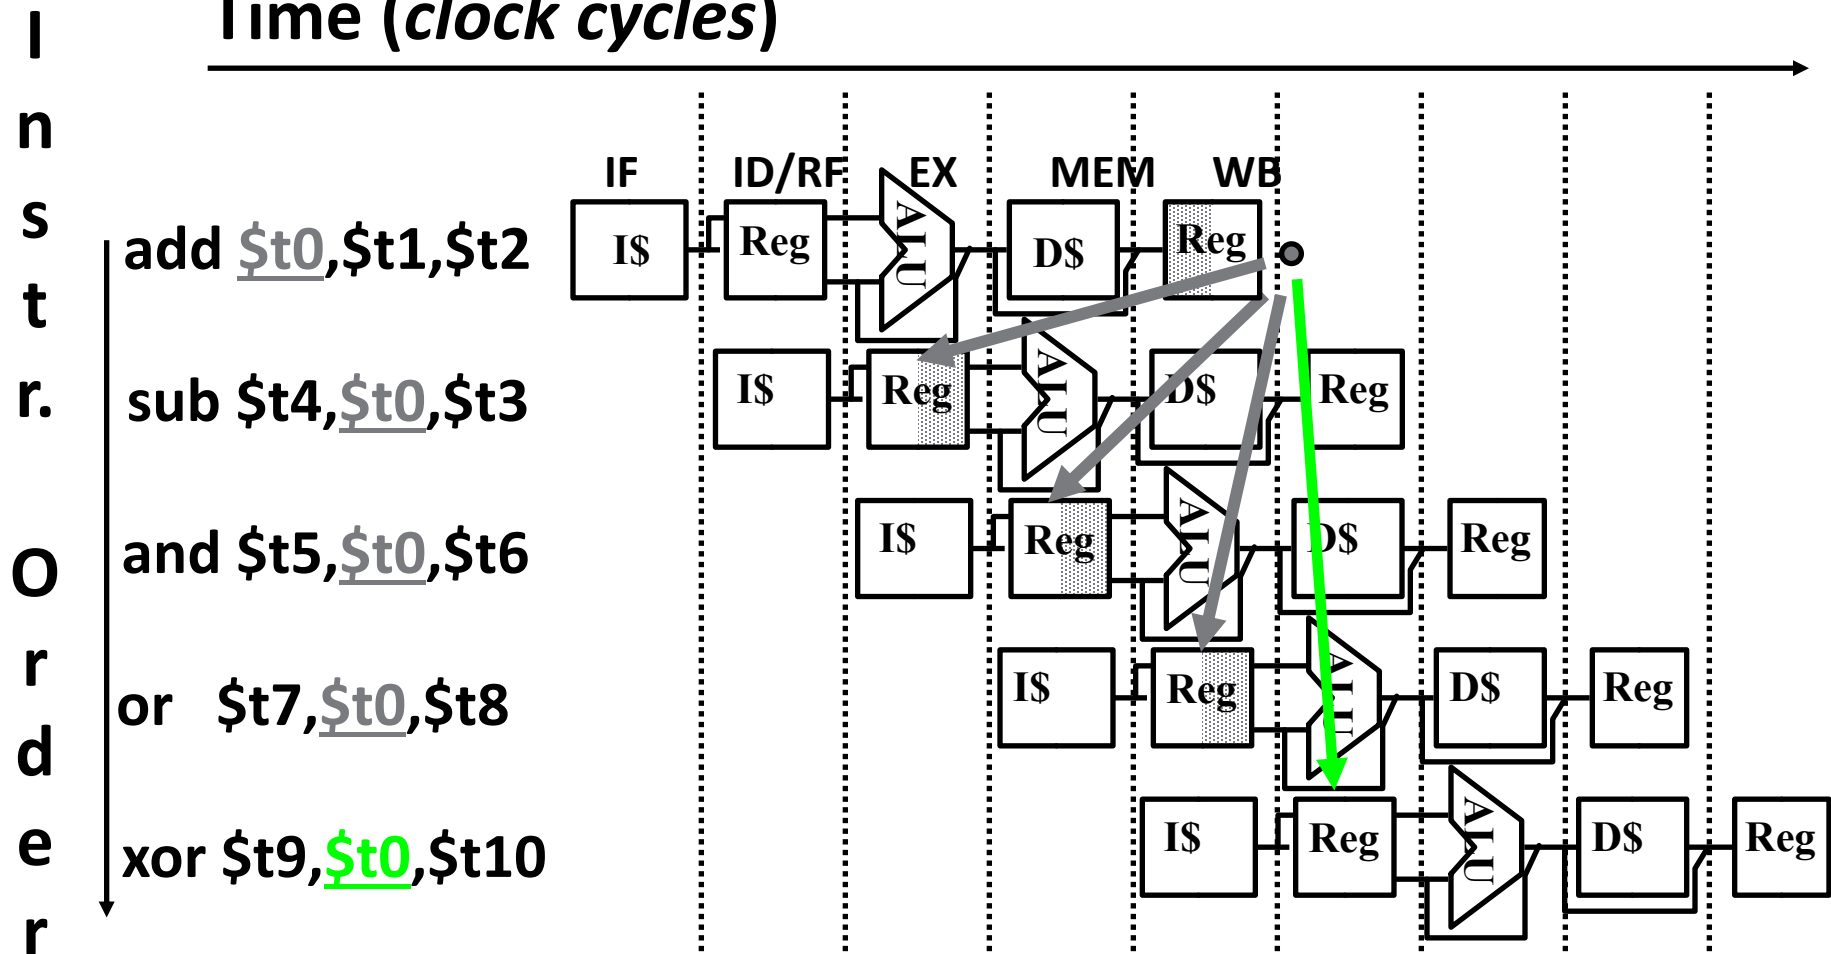 Time (clock cycles)
Instr. Order
IF ID/RF EX MEM WB
add $t0,$t1,$t2 I$ Reg ALU D$ Reg
sub $t4,$t0,$t3 I$ Reg ALU D$ Reg
and $t5,$t0,$t6 I$ Reg ALU D$ Reg
or $t7,$t0,$t8 I$ Reg ALU D$ Reg
xor $t9,$t0,$t10 I$ Reg ALU D$ Reg